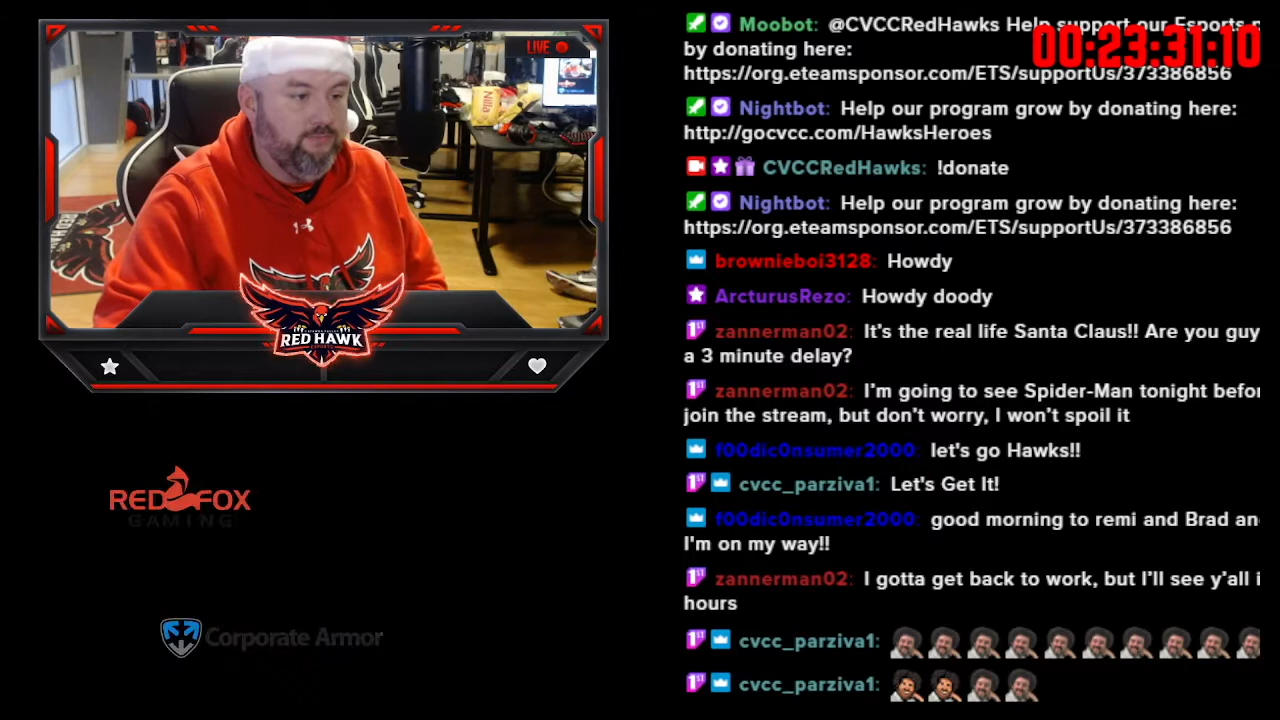 LIVE
Nilla
RED HAWK
ESPORTS
REDFOX
GAMING
Corporate Armor
00:23:31:10
Moobot: @CVCCRedHawks Help support our Esports
by donating here:
https://org.eteamsponsor.com/ETS/supportUs/373386856
Nightbot: Help our program grow by donating here:
http://gocvcc.com/HawksHeroes
CVCCRedHawks: !donate
Nightbot: Help our program grow by donating here:
https://org.eteamsponsor.com/ETS/supportUs/373386856
brownieboi3128: Howdy
ArcturusRezo: Howdy doody
zannerman02: It's the real life Santa Claus!! Are you guy
a 3 minute delay?
zannerman02: I'm going to see Spider-Man tonight befor
join the stream, but don't worry, I won't spoil it
f00dic0nsumer2000: let's go Hawks!!
cvcc_parziva1: Let's Get It!
f00dic0nsumer2000: good morning to remi and Brad an
I'm on my way!!
zannerman02: I gotta get back to work, but I'll see y'all i
hours
cvcc_parziva1:
cvcc_parziva1: